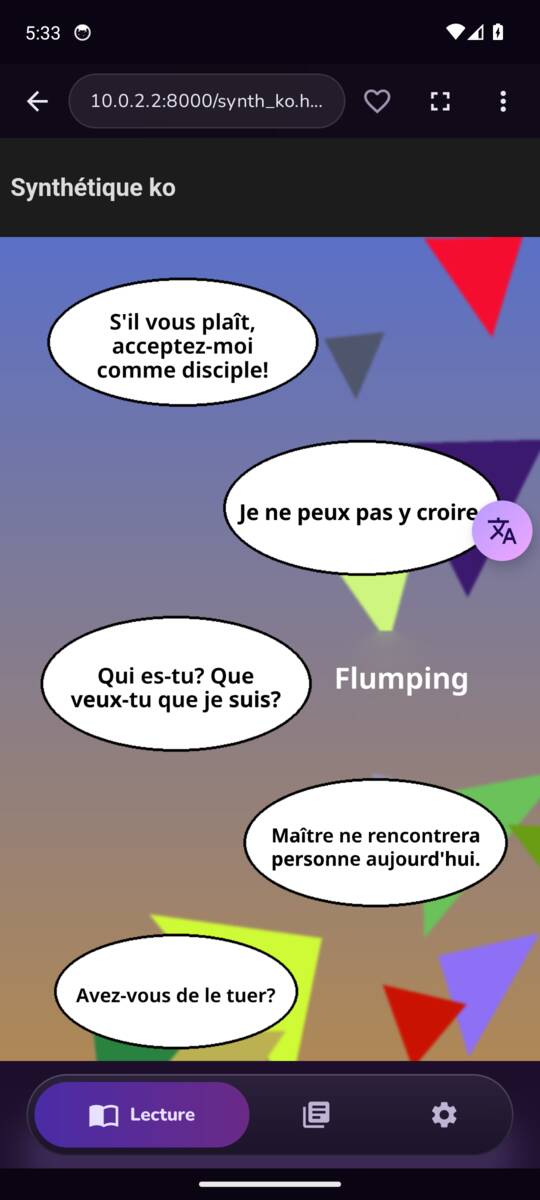 5:33
10.0.2.2:8000/synth_ko.h...
Synthétique ko
S'il vous plaît,
acceptez-moi
comme disciple!
Je ne peux pas y croire
Qui es-tu? Que
veux-tu que je suis?
Flumping
Maître ne rencontrera
personne aujourd'hui.
Avez-vous de le tuer?
Lecture